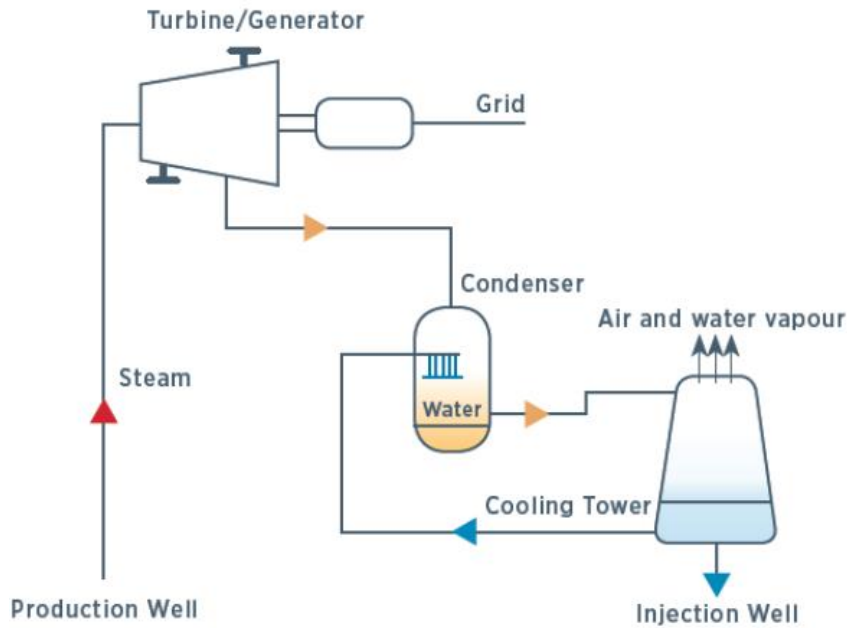 Turbine/Generator
Grid
Condenser
Air and water vapour
Steam
Water
Cooling Tower
Production Well
Injection Well